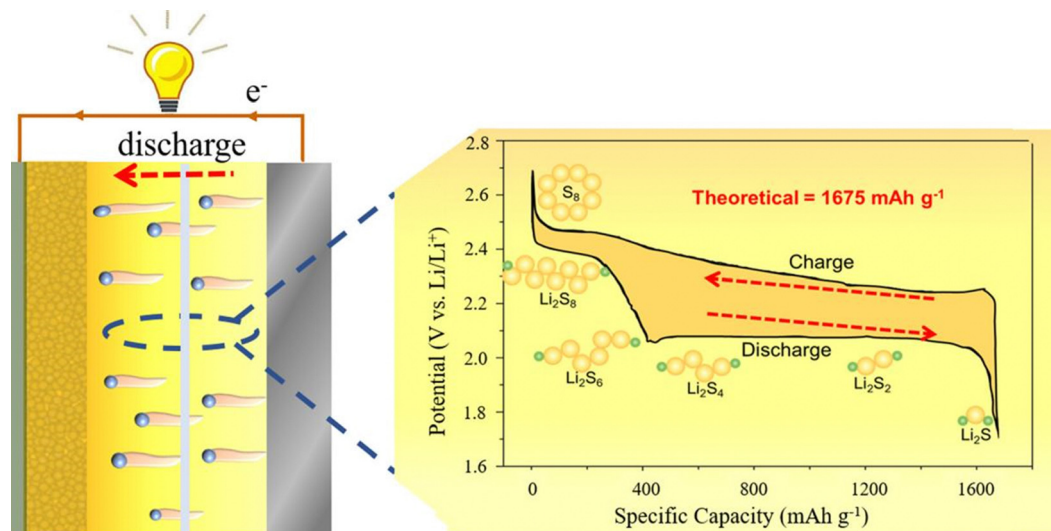 e⁻
discharge
2.8
2.6
2.4
2.2
2.0
1.8
1.6
Potential (V vs. Li/Li⁺)
S₈
Theoretical = 1675 mAh g⁻¹
Charge
Li₂S₈
Discharge
Li₂S₆
Li₂S₄
Li₂S₂
Li₂S
0
400
800
1200
1600
Specific Capacity (mAh g⁻¹)